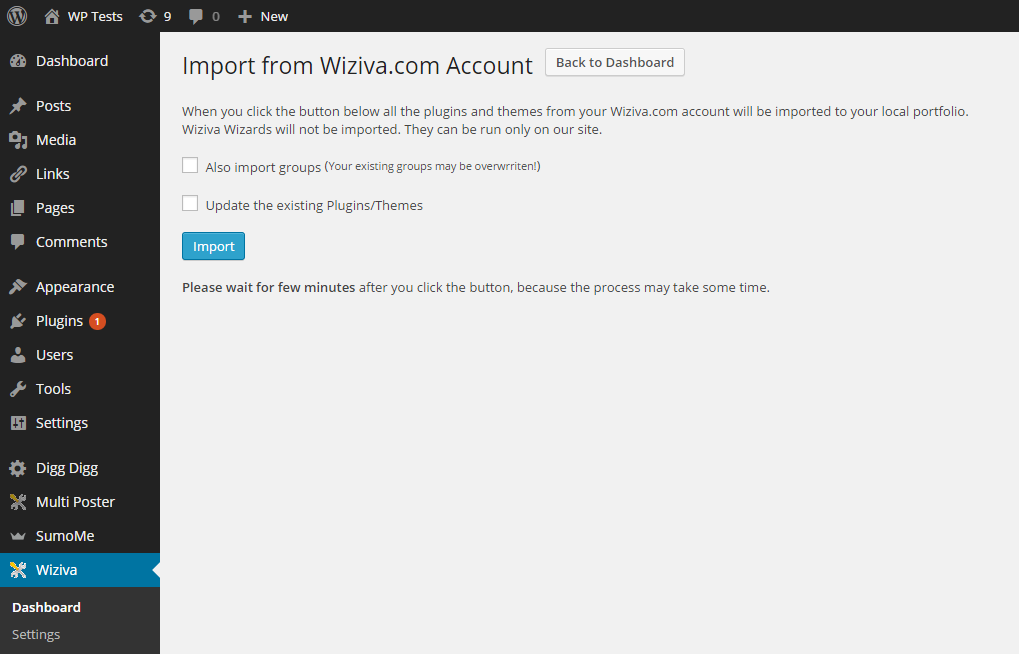 WP Tests 9 0 New
Dashboard
Posts
Media
Links
Pages
Comments
Appearance
Plugins 1
Users
Tools
Settings
Digg Digg
Multi Poster
SumoMe
Wiziva
Dashboard
Settings
Import from Wiziva.com Account Back to Dashboard
When you click the button below all the plugins and themes from your Wiziva.com account will be imported to your local portfolio.
Wiziva Wizards will not be imported. They can be run only on our site.
Also import groups (Your existing groups may be overwrriten!)
Update the existing Plugins/Themes
Import
Please wait for few minutes after you click the button, because the process may take some time.